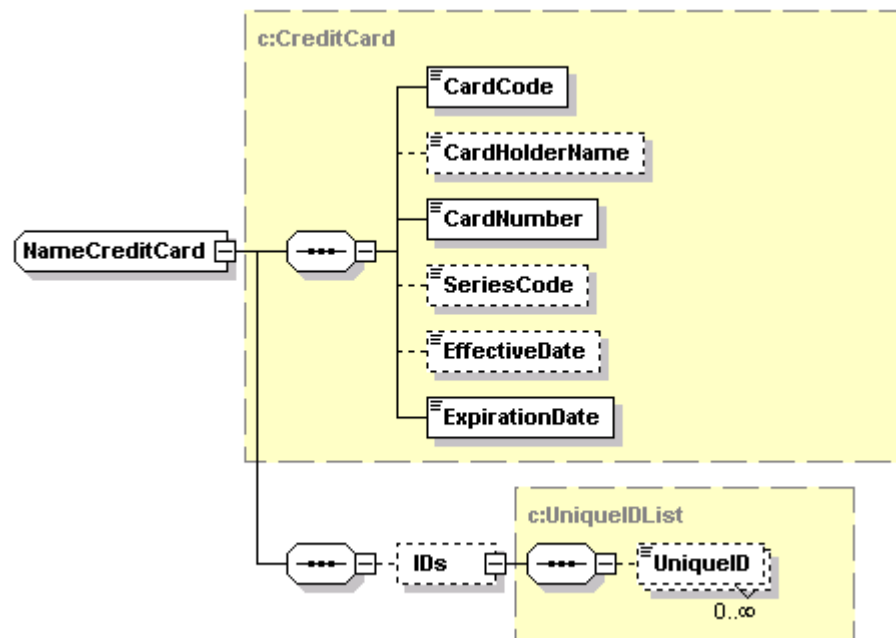 c:CreditCard
CardCode
CardHolderName
CardNumber
NameCreditCard
SeriesCode
EffectiveDate
ExpirationDate
c:UniqueIDList
IDs
UniqueID
0..∞